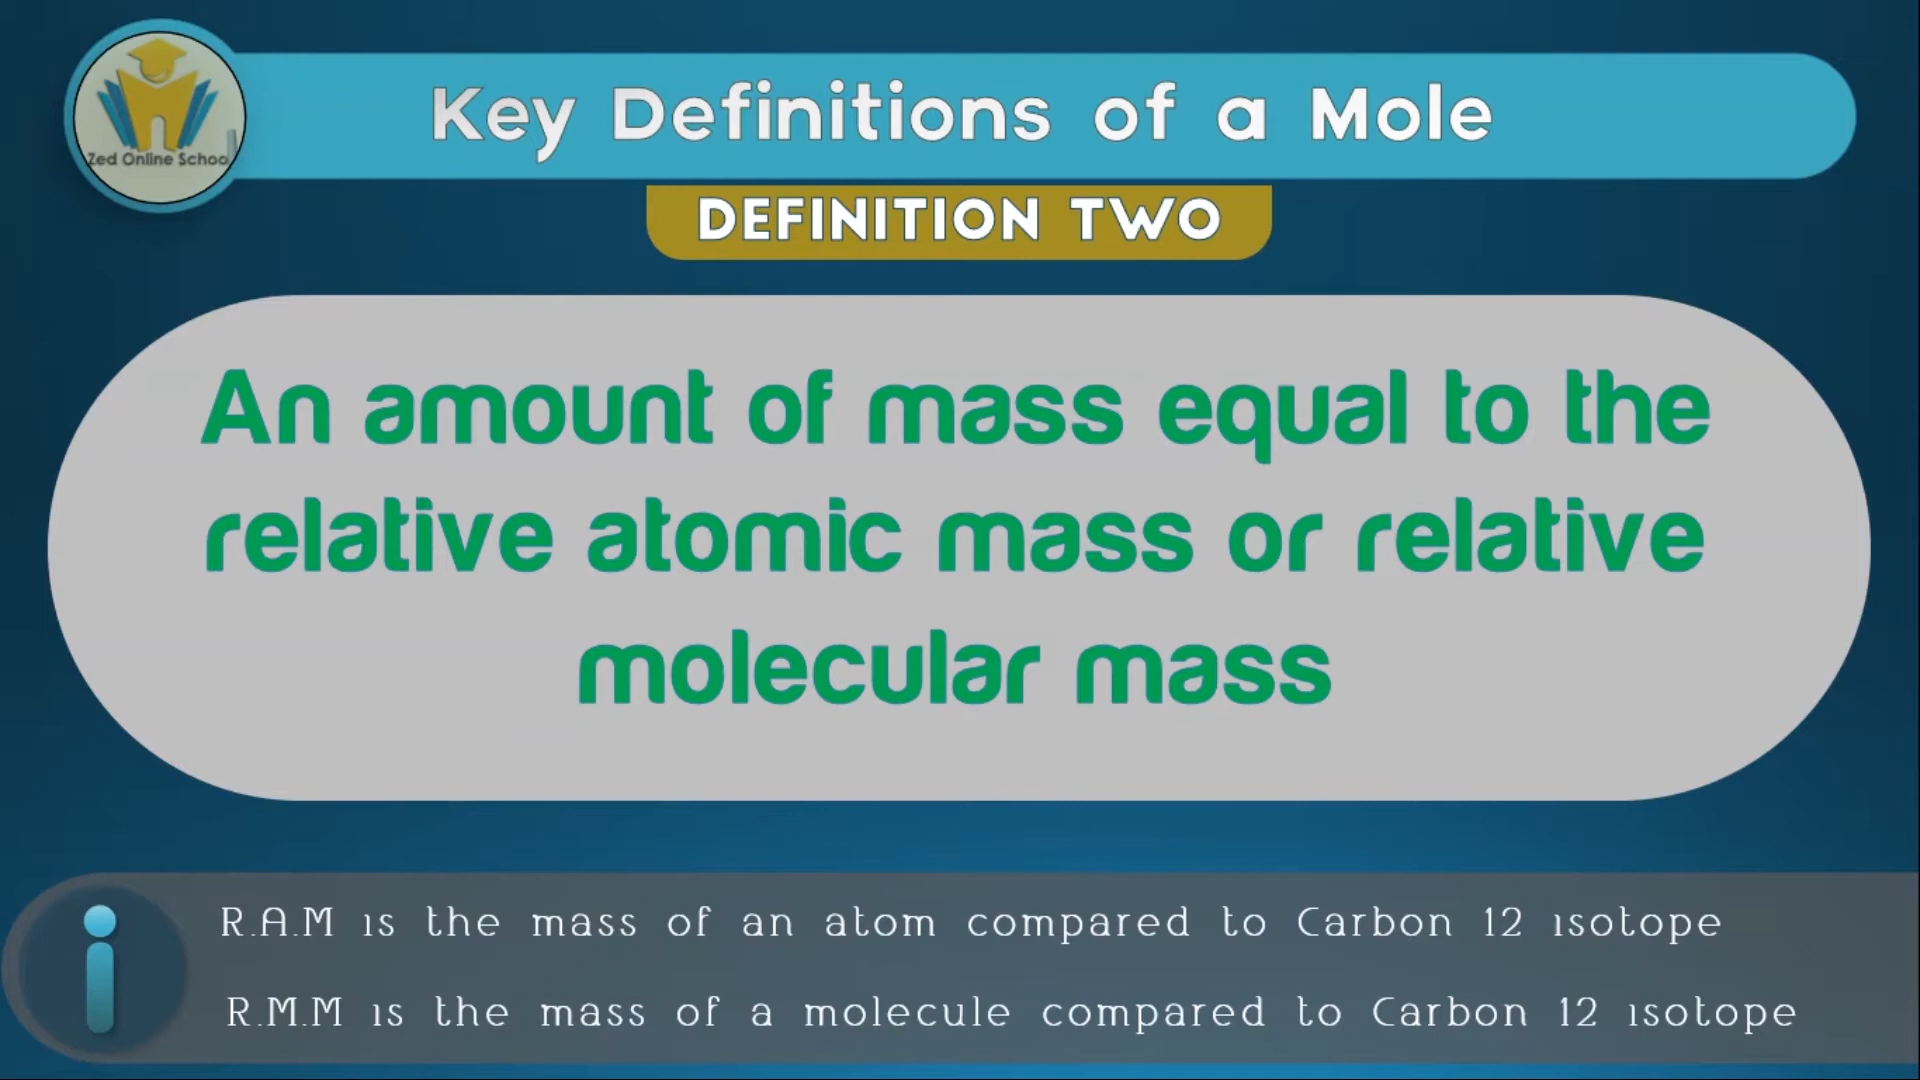 Zed Online School
Key Definitions of a Mole
DEFINITION TWO
An amount of mass equal to the
relative atomic mass or relative
molecular mass
R.A.M is the mass of an atom compared to Carbon 12 isotope
R.M.M is the mass of a molecule compared to Carbon 12 isotope